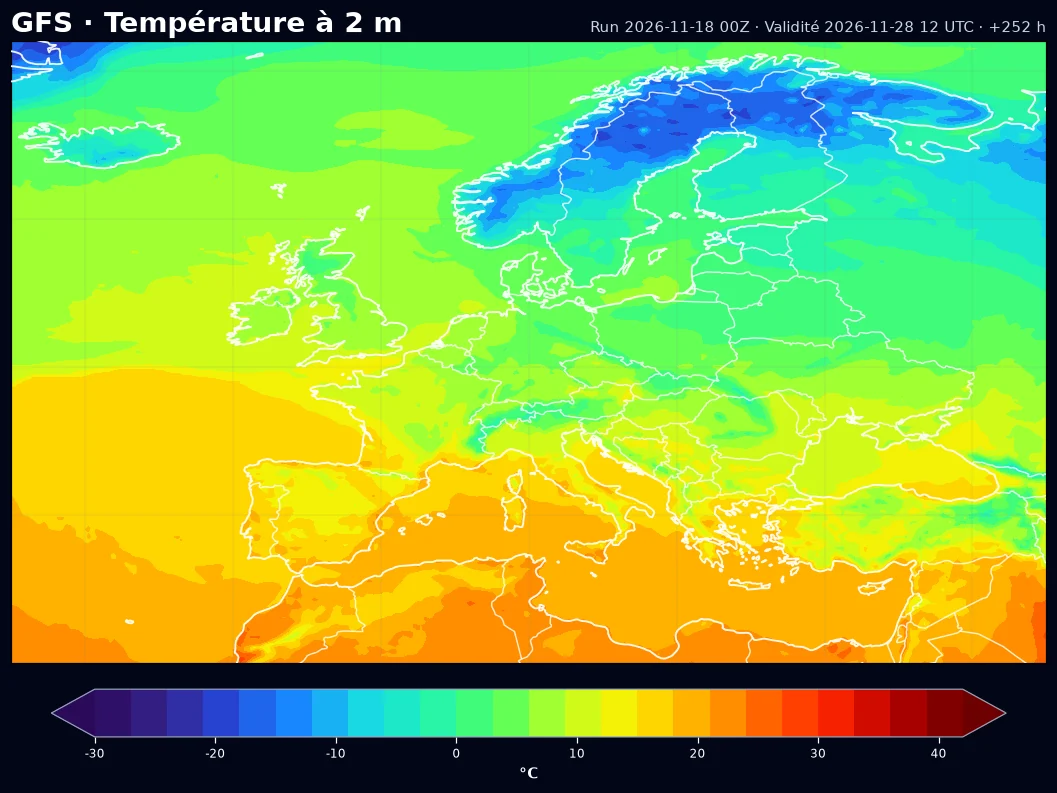 GFS · Température à 2 m
Run 2026-11-18 00Z · Validité 2026-11-28 12 UTC · +252 h
-30 -20 -10 0 10 20 30 40
°C